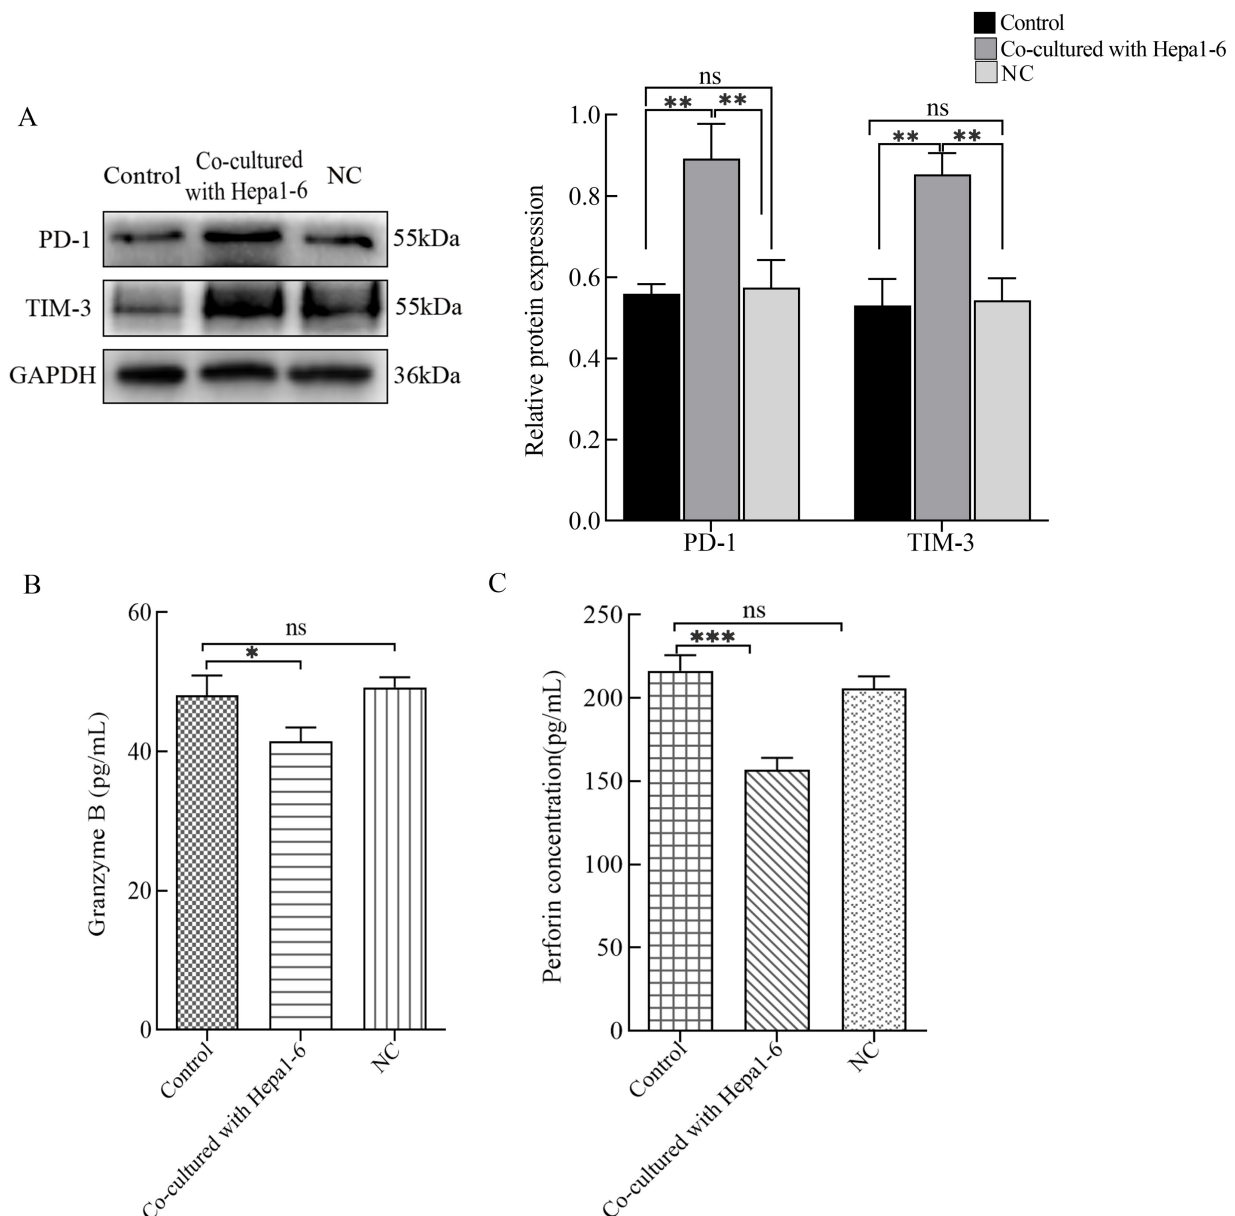 Control
Co-cultured with Hepa1-6
NC
A
Control
Co-cultured
with Hepa1-6
NC
PD-1
55kDa
TIM-3
55kDa
GAPDH
36kDa
ns
** **
ns
** **
1.0
0.8
0.6
0.4
0.2
0.0
Relative protein expression
PD-1
TIM-3
B
60
40
20
0
Granzyme B (pg/mL)
ns
*
Control
Co-cultured with Hepa1-6
NC
C
250
200
150
100
50
0
Perforin concentration(pg/mL)
ns
***
Control
Co-cultured with Hepa1-6
NC